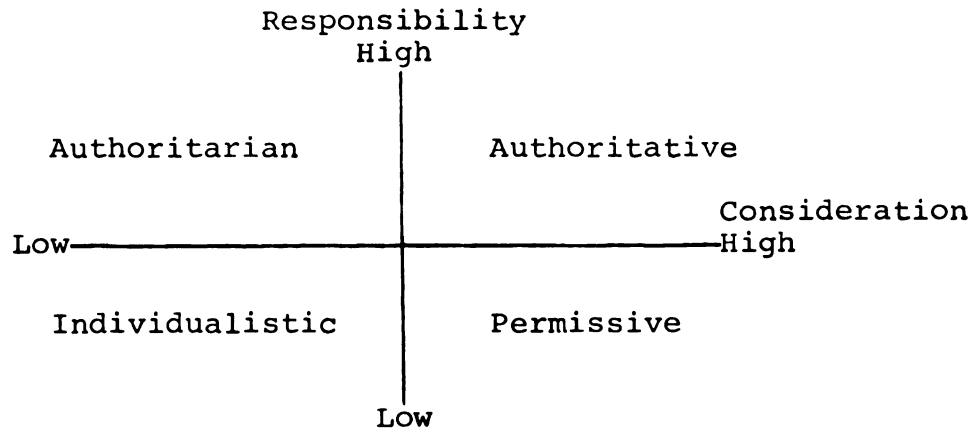 Responsibility
High
Authoritarian Authoritative
Consideration
Low High
Individualistic Permissive
Low